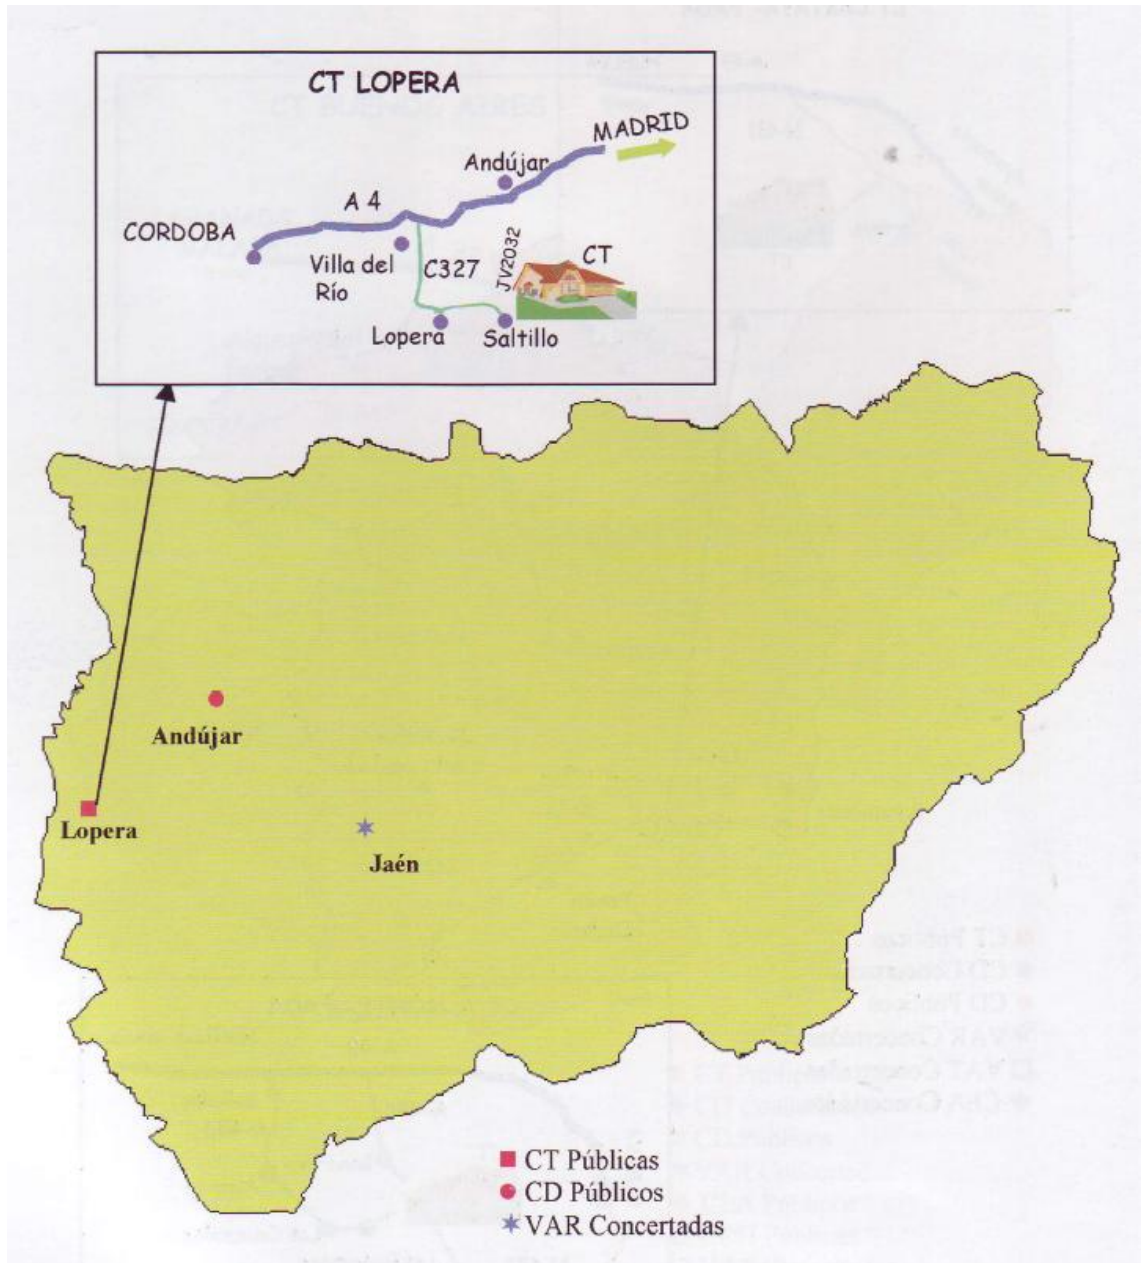 CT LOPERA
MADRID
Andújar
A 4
CORDOBA
JV2032
CT
Villa del
Río
C327
Lopera
Saltillo
Andújar
Lopera
Jaén
CT Públicas
CD Públicos
VAR Concertadas